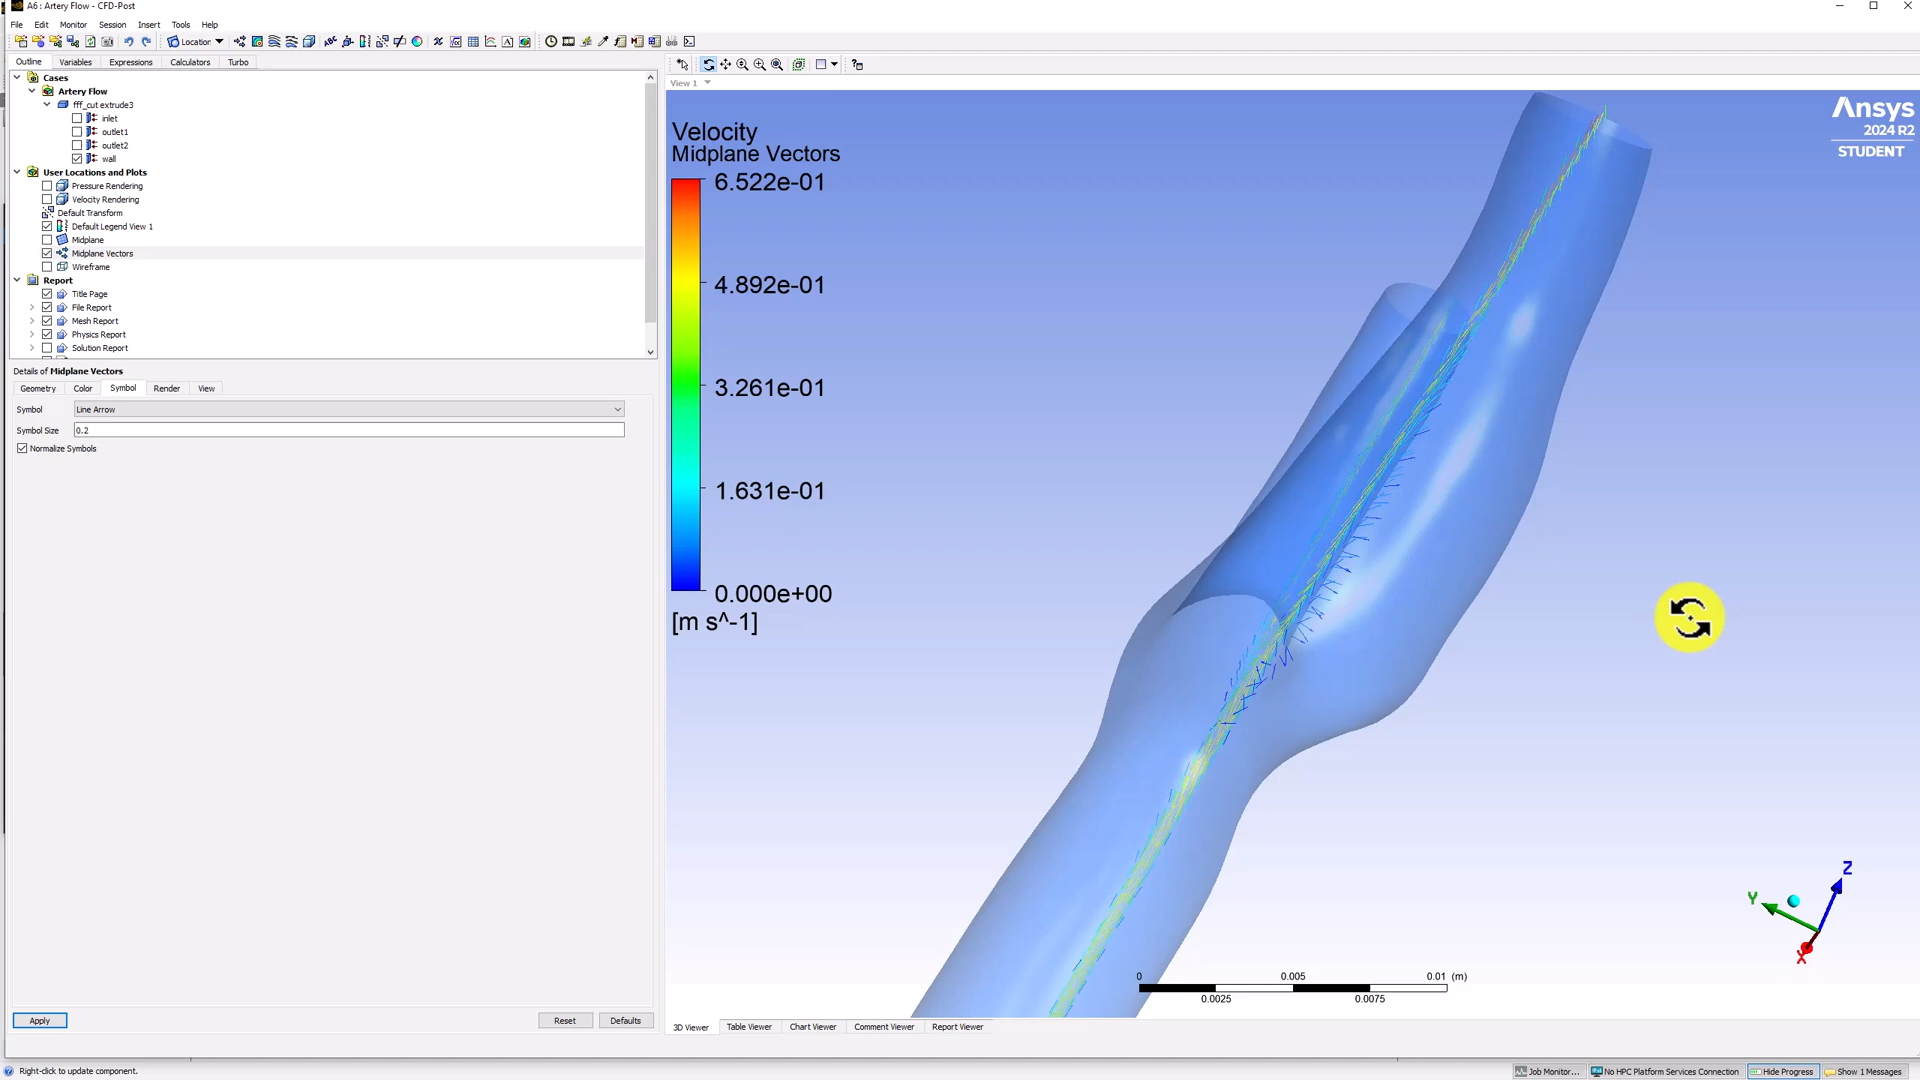 A6 : Artery Flow - CFD-Post
File Edit Monitor Session Insert Tools Help
Location
Outline Variables Expressions Calculators Turbo
View 1
Cases
Artery Flow
fff_cut extrude3
inlet
outlet1
outlet2
wall
User Locations and Plots
Pressure Rendering
Velocity Rendering
Default Transform
Default Legend View 1
Midplane
Midplane Vectors
Wireframe
Report
Title Page
File Report
Mesh Report
Physics Report
Solution Report
Details of Midplane Vectors
Geometry Color Symbol Render View
Symbol Line Arrow
Symbol Size 0.2
Normalize Symbols
Apply Reset Defaults
Velocity
Midplane Vectors
6.522e-01
4.892e-01
3.261e-01
1.631e-01
0.000e+00
[m s^-1]
Ansys
2024 R2
STUDENT
Z
Y
X
0 0.005 0.01 (m)
0.0025 0.0075
3D Viewer Table Viewer Chart Viewer Comment Viewer Report Viewer
Right-click to update component.
Job Monitor... No HPC Platform Services Connection Hide Progress Show 1 Messages